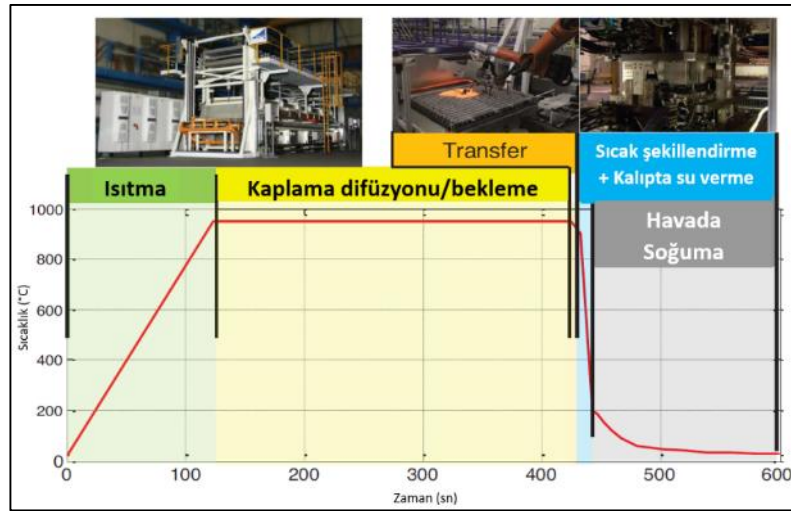 Transfer
Sıcak şekillendirme
+ Kalıpta su verme
Isıtma
Kaplama difüzyonu/bekleme
Havada
Soğuma
1000
800
600
400
200
0
Sıcaklık (°C)
0
100
200
300
400
500
600
Zaman (sn)